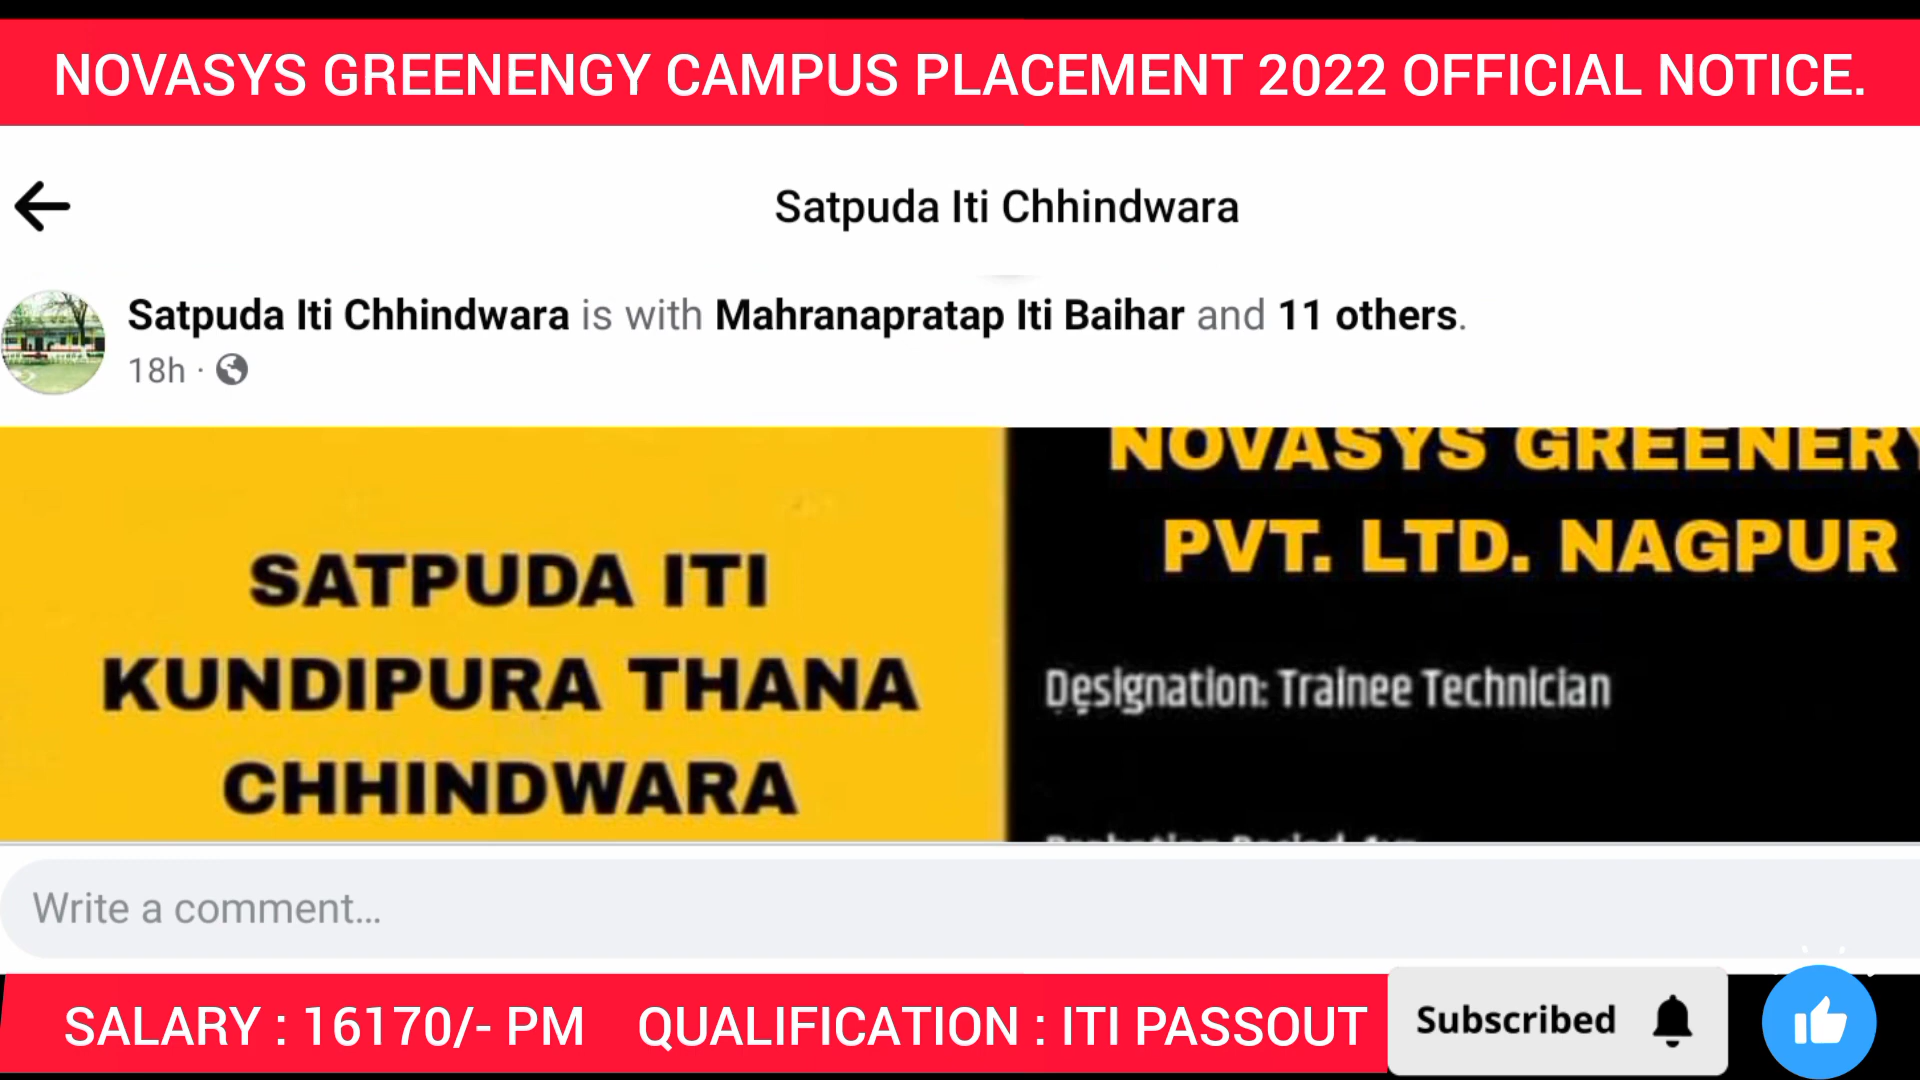 NOVASYS GREENENGY CAMPUS PLACEMENT 2022 OFFICIAL NOTICE.
Satpuda Iti Chhindwara
Satpuda Iti Chhindwara is with Mahranapratap Iti Baihar and 11 others.
18h ·
SATPUDA ITI
KUNDIPURA THANA
CHHINDWARA
NOVASYS GREENERY
PVT. LTD. NAGPUR
Designation: Trainee Technician
Write a comment...
SALARY : 16170/- PM QUALIFICATION : ITI PASSOUT
Subscribed